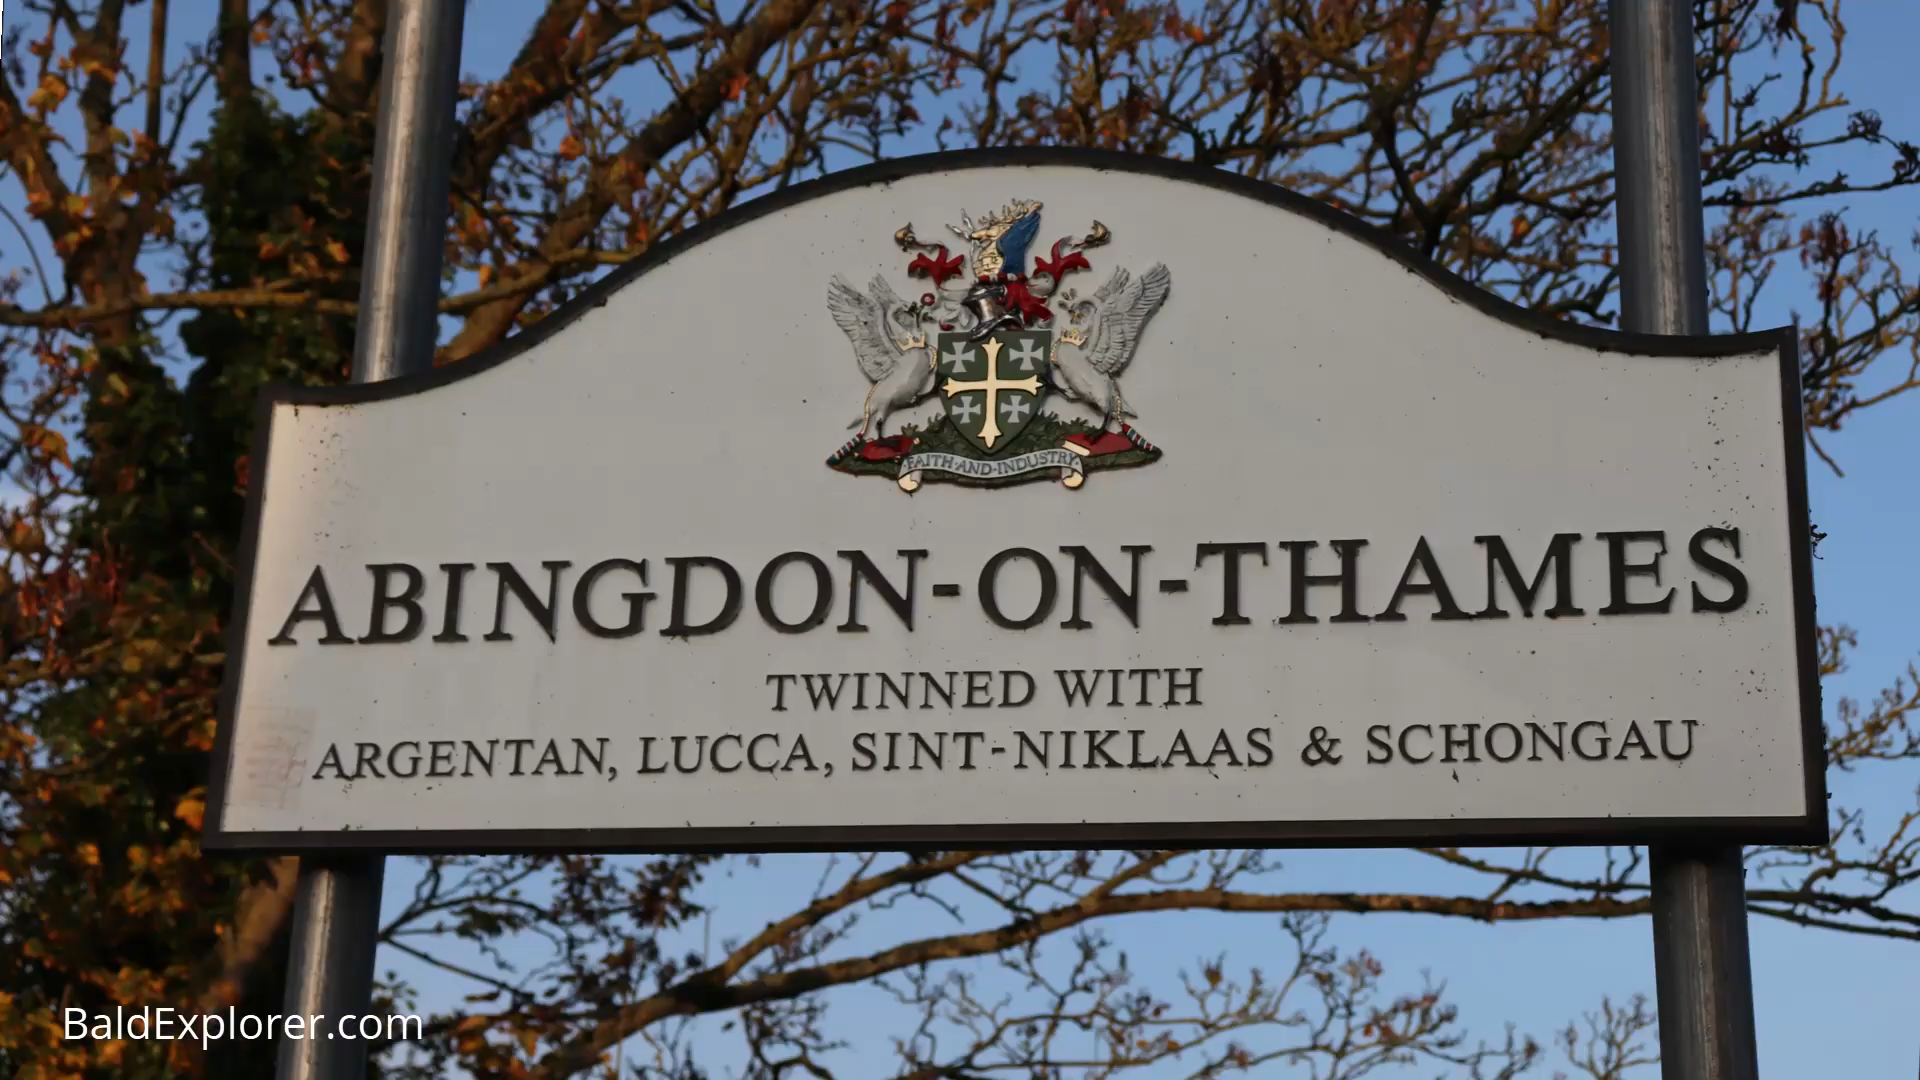 FAITH·AND·INDUSTRY
ABINGDON-ON-THAMES
TWINNED WITH
ARGENTAN, LUCCA, SINT-NIKLAAS & SCHONGAU
BaldExplorer.com